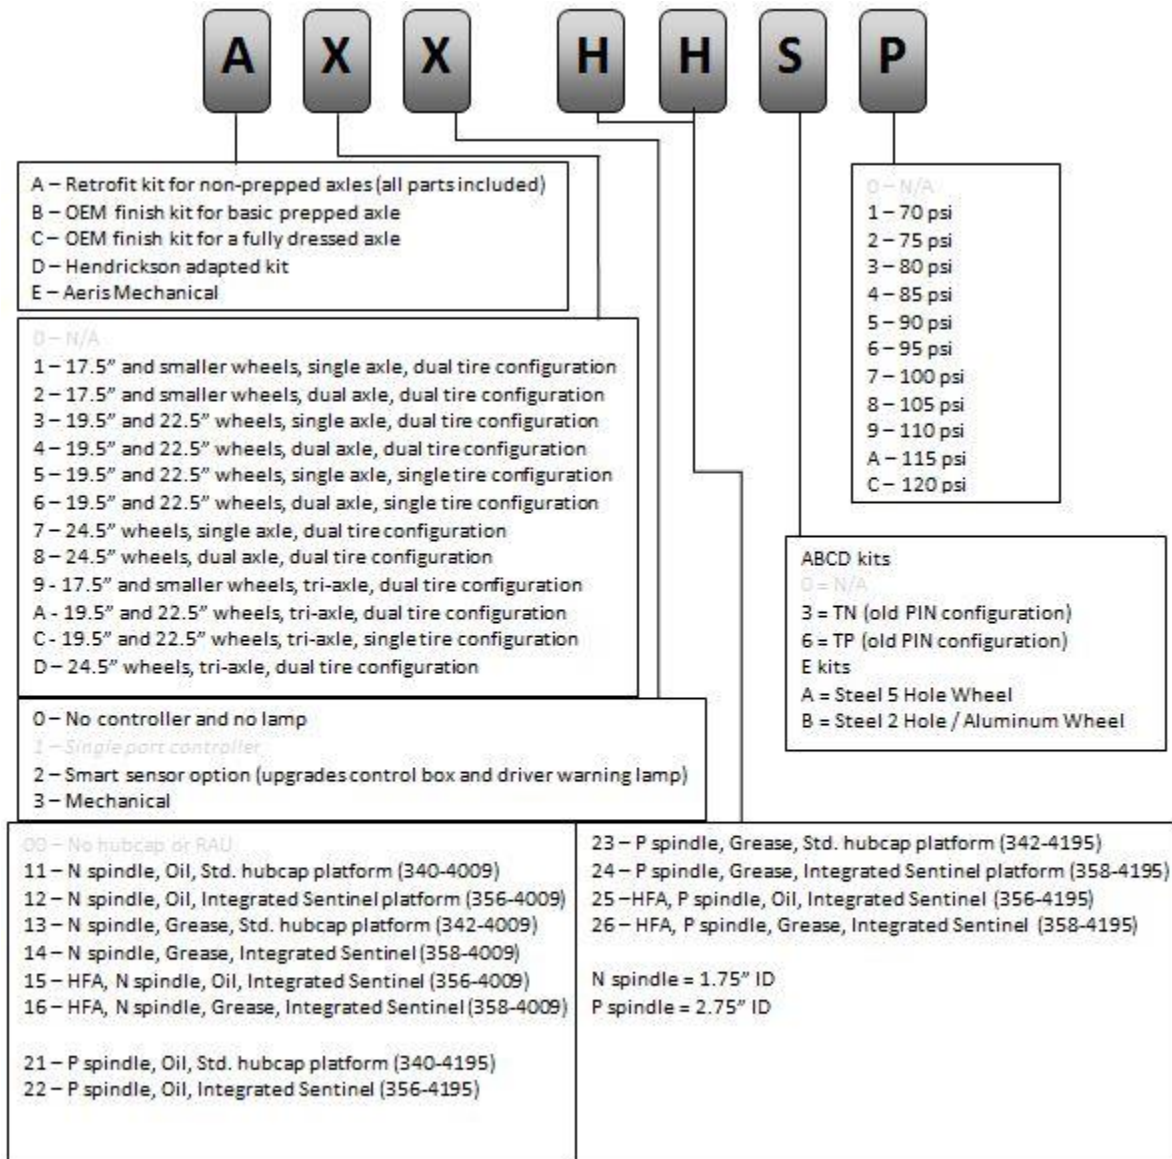 A X X H H S P
A – Retrofit kit for non-prepped axles (all parts included)
B – OEM finish kit for basic prepped axle
C – OEM finish kit for a fully dressed axle
D – Hendrickson adapted kit
E – Aeris Mechanical
0 – N/A
1 – 17.5” and smaller wheels, single axle, dual tire configuration
2 – 17.5” and smaller wheels, dual axle, dual tire configuration
3 – 19.5” and 22.5” wheels, single axle, dual tire configuration
4 – 19.5” and 22.5” wheels, dual axle, dual tire configuration
5 – 19.5” and 22.5” wheels, single axle, single tire configuration
6 – 19.5” and 22.5” wheels, dual axle, single tire configuration
7 – 24.5” wheels, single axle, dual tire configuration
8 – 24.5” wheels, dual axle, dual tire configuration
9 - 17.5” and smaller wheels, tri-axle, dual tire configuration
A - 19.5” and 22.5” wheels, tri-axle, dual tire configuration
C - 19.5” and 22.5” wheels, tri-axle, single tire configuration
D – 24.5” wheels, tri-axle, dual tire configuration
0 – No controller and no lamp
1 – Single port controller
2 – Smart sensor option (upgrades control box and driver warning lamp)
3 – Mechanical
00 – No hubcap or RAU
11 – N spindle, Oil, Std. hubcap platform (340-4009)
12 – N spindle, Oil, Integrated Sentinel platform (356-4009)
13 – N spindle, Grease, Std. hubcap platform (342-4009)
14 – N spindle, Grease, Integrated Sentinel (358-4009)
15 – HFA, N spindle, Oil, Integrated Sentinel (356-4009)
16 – HFA, N spindle, Grease, Integrated Sentinel (358-4009)
21 – P spindle, Oil, Std. hubcap platform (340-4195)
22 – P spindle, Oil, Integrated Sentinel (356-4195)
23 – P spindle, Grease, Std. hubcap platform (342-4195)
24 – P spindle, Grease, Integrated Sentinel platform (358-4195)
25 –HFA, P spindle, Oil, Integrated Sentinel (356-4195)
26 – HFA, P spindle, Grease, Integrated Sentinel (358-4195)
N spindle = 1.75” ID
P spindle = 2.75” ID
ABCD kits
0 = N/A
3 = TN (old PIN configuration)
6 = TP (old PIN configuration)
E kits
A = Steel 5 Hole Wheel
B = Steel 2 Hole / Aluminum Wheel
0 – N/A
1 – 70 psi
2 – 75 psi
3 – 80 psi
4 – 85 psi
5 – 90 psi
6 – 95 psi
7 – 100 psi
8 – 105 psi
9 – 110 psi
A – 115 psi
C – 120 psi